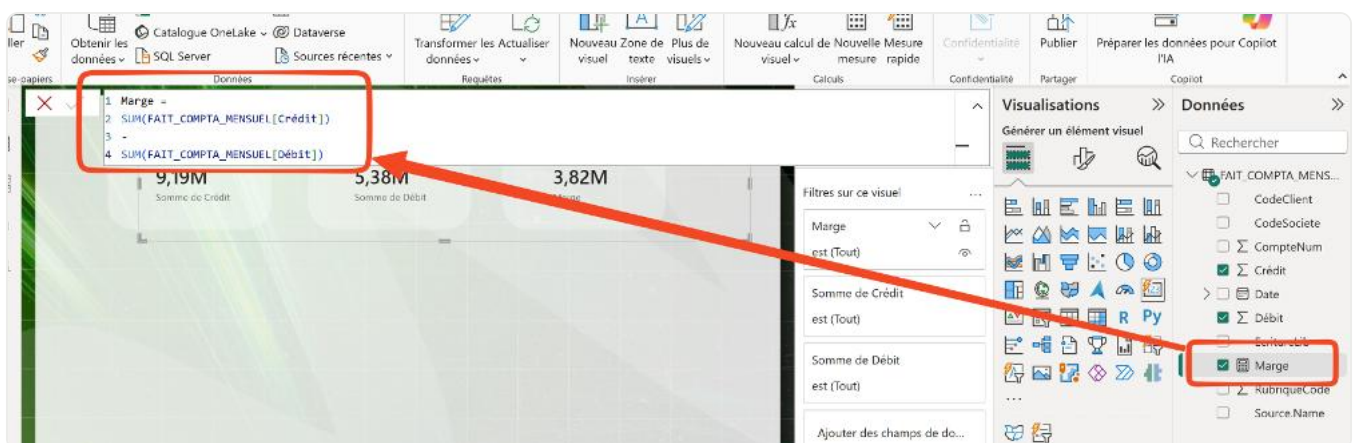 Catalogue OneLake
Dataverse
Obtenir les données
SQL Server
Sources récentes
Transformer les données
Actualiser
Nouveau visuel
Zone de texte
Plus de visuels
Nouveau calcul de visuel
Nouvelle mesure
Mesure rapide
Confidentialité
Publier
Préparer les données pour l'IA
Copilot
Données
Requêtes
Insérer
Calculs
Confidentialité
Partager
Copilot
1 Marge =
2 SUM(FAIT_COMPTA_MENSUEL[Crédit])
3 -
4 SUM(FAIT_COMPTA_MENSUEL[Débit])
9,19M
Somme de Crédit
5,38M
Somme de Débit
3,82M
Filtres sur ce visuel
...
Marge
est (Tout)
Somme de Crédit
est (Tout)
Somme de Débit
est (Tout)
Ajouter des champs de do...
Visualisations
Générer un élément visuel
R
Py
...
Données
Rechercher
FAIT_COMPTA_MENS...
CodeClient
CodeSociete
CompteNum
Crédit
Date
Débit
Marge
RubriqueCode
Source.Name